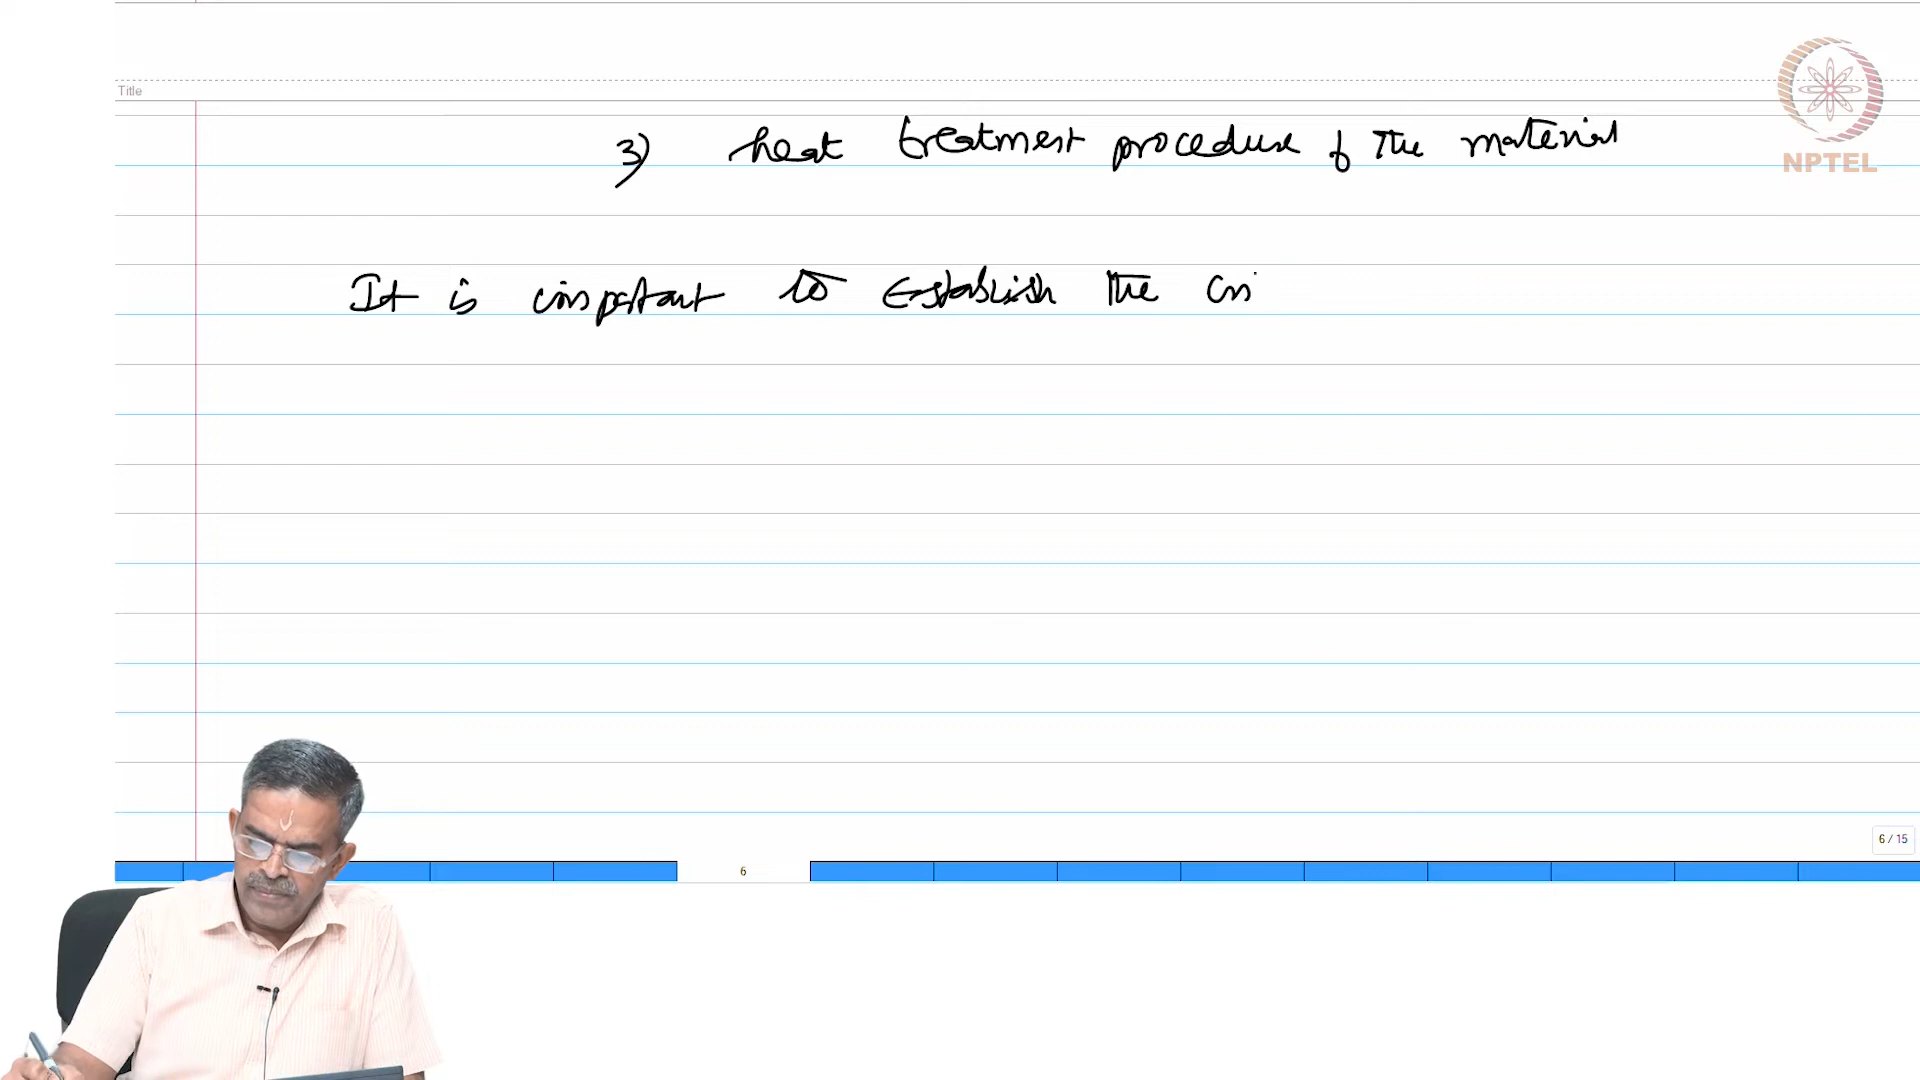 Title
NPTEL
3) heat treatment procedure of the material
It is important to establish the
6 / 15
6